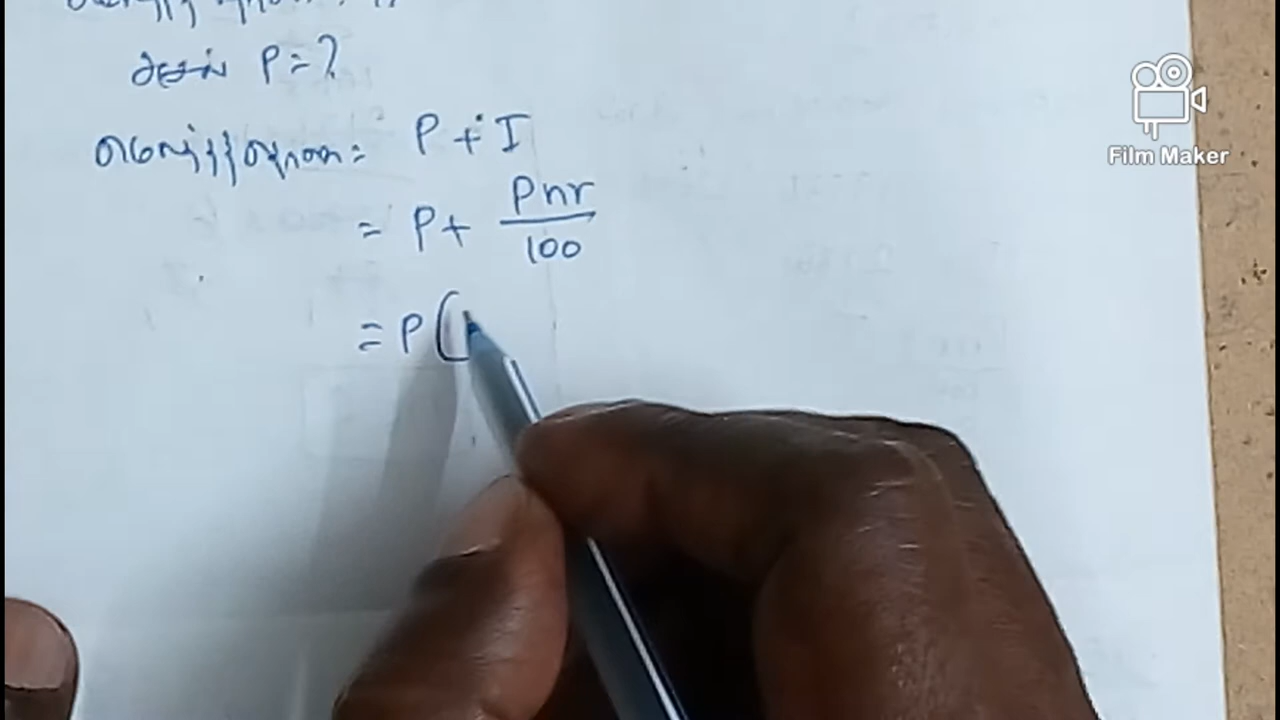 அசல் P = ?
மொத்த தொகை = P + I
= P + Pnr / 100
= P (
Film Maker